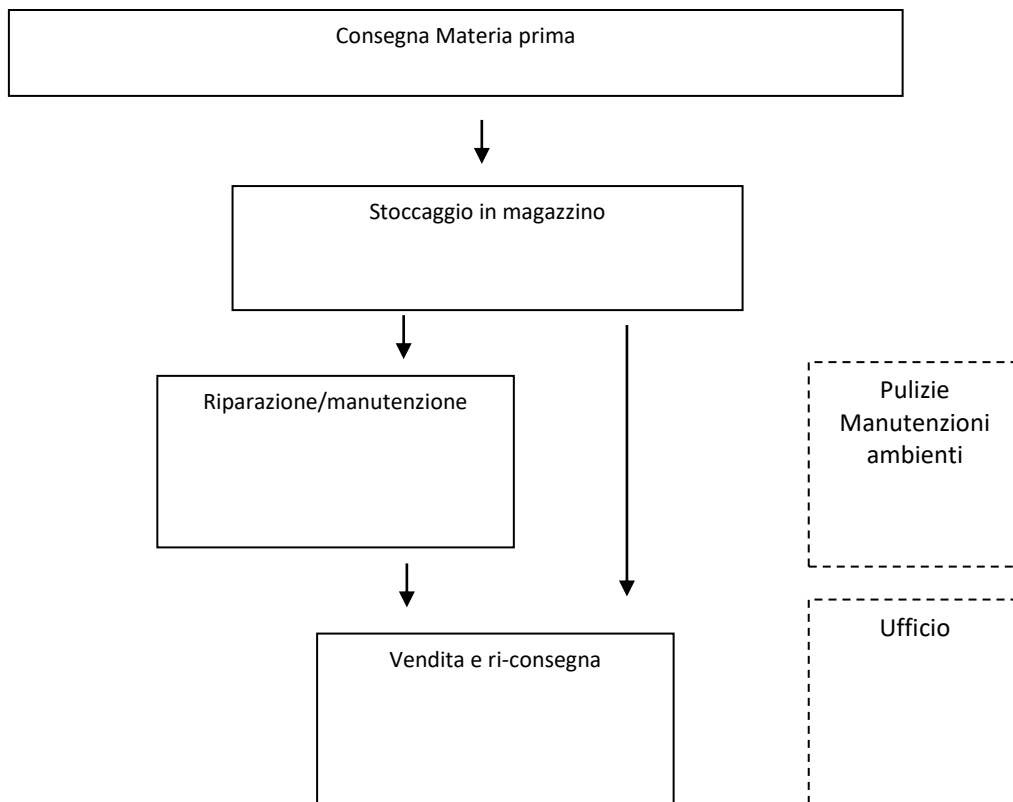 Consegna Materia prima
Stoccaggio in magazzino
Riparazione/manutenzione
Pulizie
Manutenzioni
ambienti
Vendita e ri-consegna
Ufficio